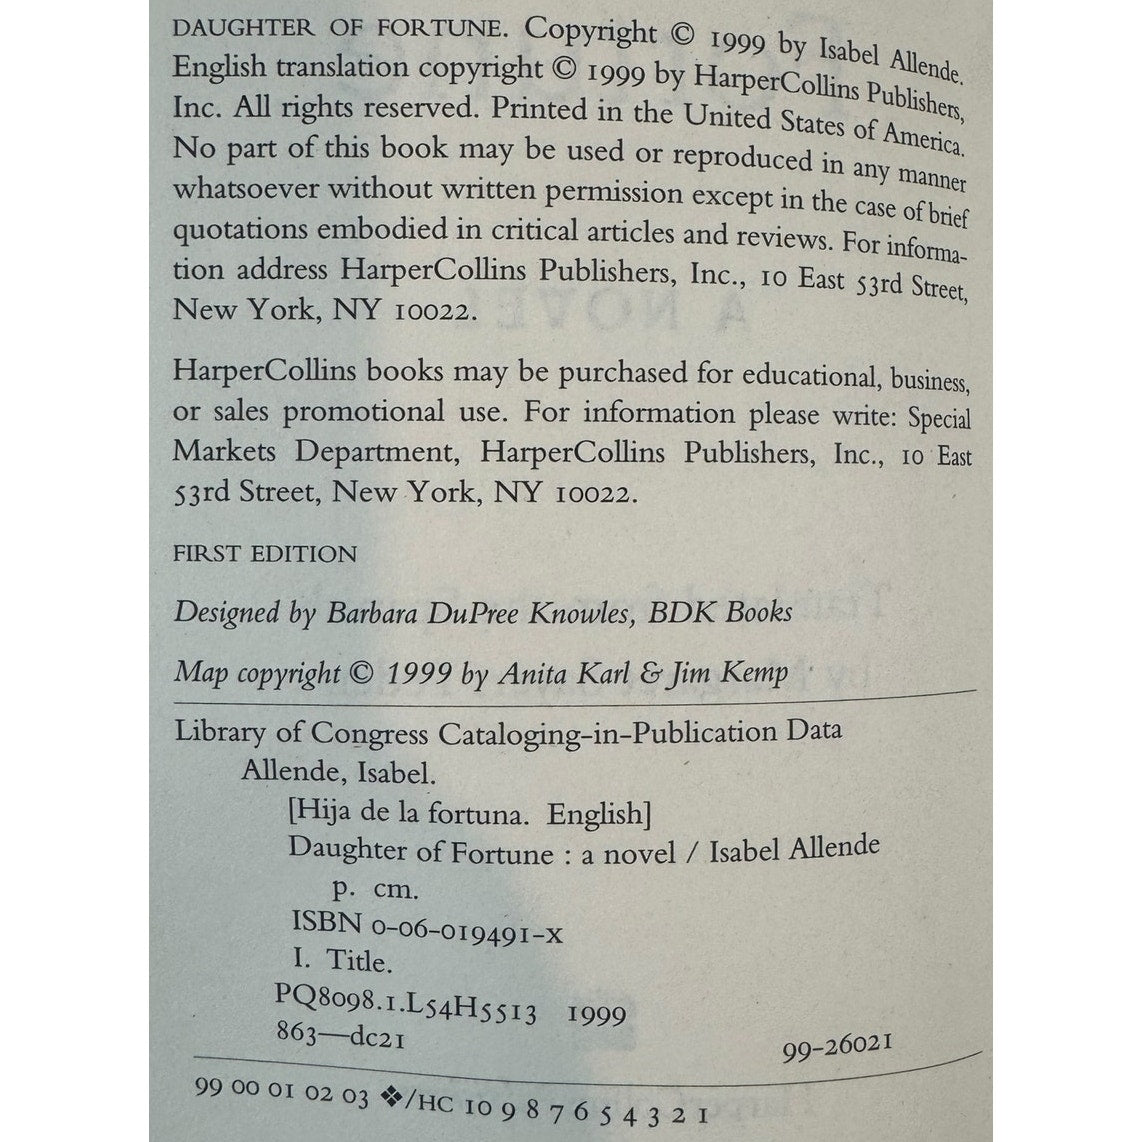 DAUGHTER OF FORTUNE. Copyright © 1999 by Isabel Allende.
English translation copyright © 1999 by HarperCollins Publishers,
Inc. All rights reserved. Printed in the United States of America.
No part of this book may be used or reproduced in any manner
whatsoever without written permission except in the case of brief
quotations embodied in critical articles and reviews. For informa-
tion address HarperCollins Publishers, Inc., 10 East 53rd Street,
New York, NY 10022.
HarperCollins books may be purchased for educational, business,
or sales promotional use. For information please write: Special
Markets Department, HarperCollins Publishers, Inc., 10 East
53rd Street, New York, NY 10022.
FIRST EDITION
Designed by Barbara DuPree Knowles, BDK Books
Map copyright © 1999 by Anita Karl & Jim Kemp
Library of Congress Cataloging-in-Publication Data
Allende, Isabel.
[Hija de la fortuna. English]
Daughter of Fortune : a novel / Isabel Allende
p. cm.
ISBN 0-06-019491-X
I. Title.
PQ8098.1.L54H5513 1999
863—dc21 99-26021
99 00 01 02 03 ❖/HC 10 9 8 7 6 5 4 3 2 1